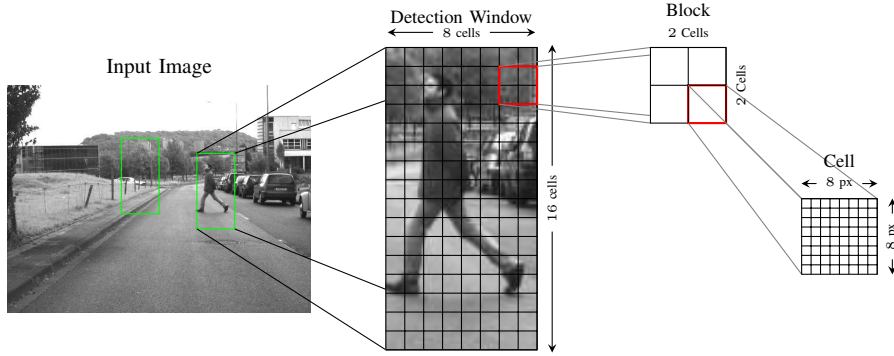 Input Image
Detection Window
8 cells
16 cells
Block
2 Cells
2 Cells
Cell
8 px
8 px